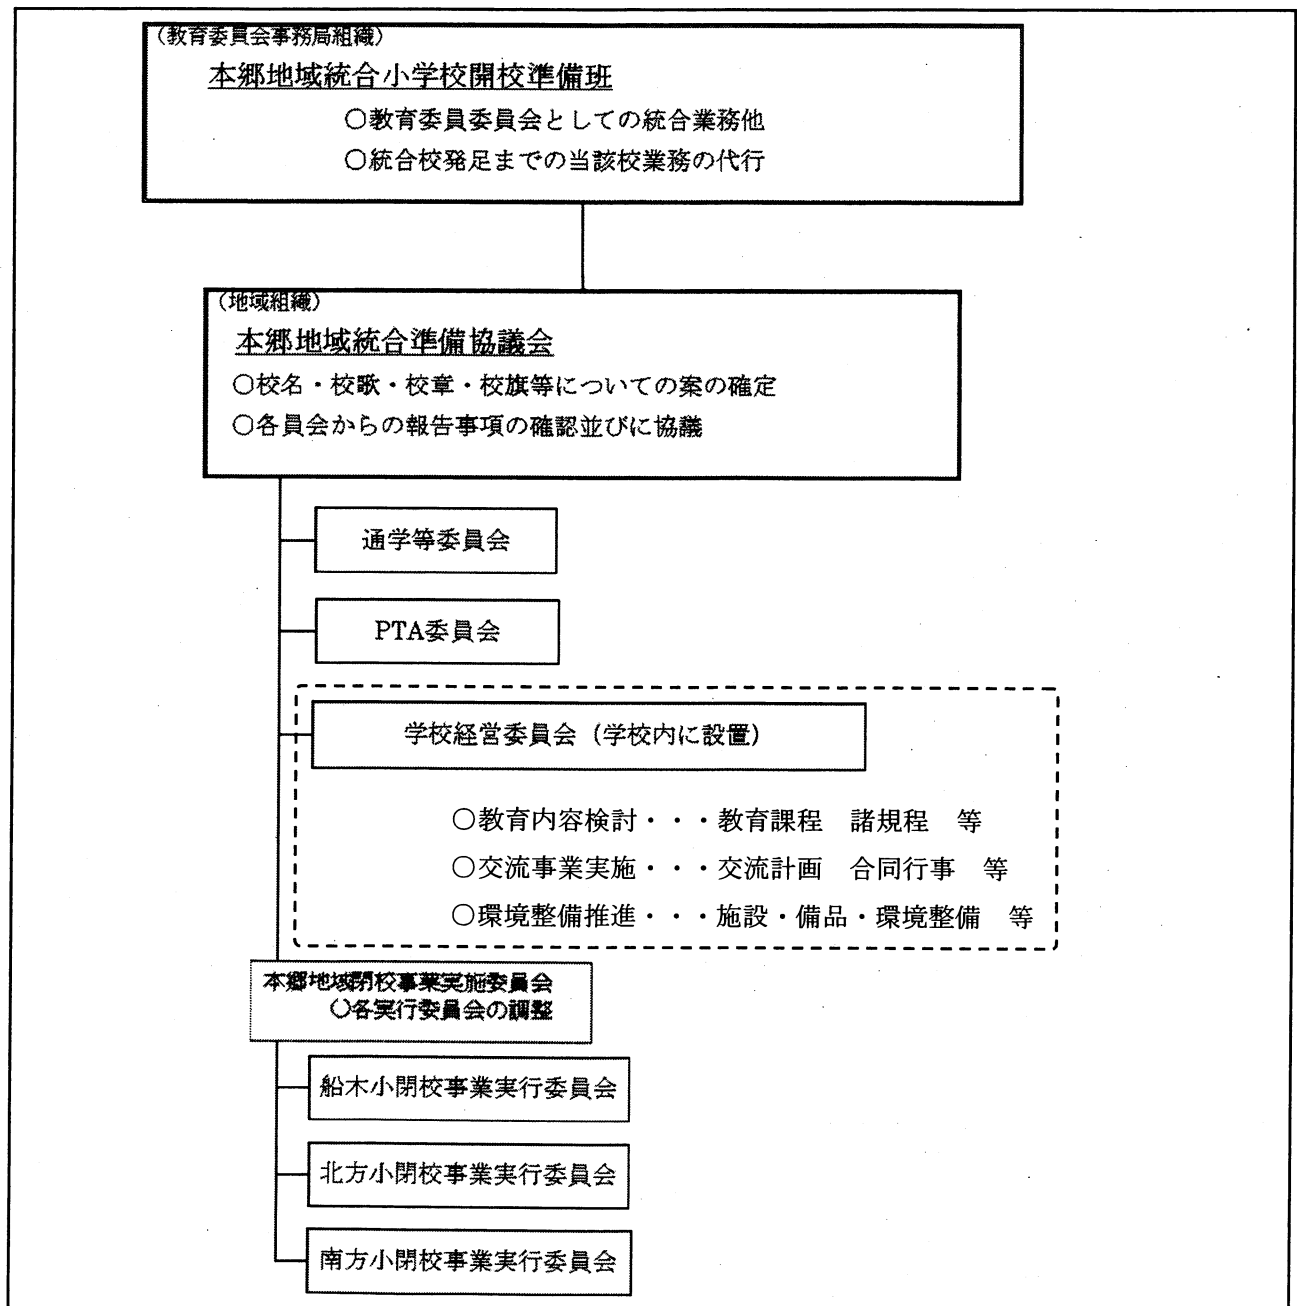 （教育委員会事務局組織）
本郷地域統合小学校開校準備班
○教育委員委員会としての統合業務他
○統合校発足までの当該校業務の代行
（地域組織）
本郷地域統合準備協議会
○校名・校歌・校章・校旗等についての案の確定
○各員会からの報告事項の確認並びに協議
通学等委員会
PTA委員会
学校経営委員会（学校内に設置）
○教育内容検討・・・教育課程　諸規程　等
○交流事業実施・・・交流計画　合同行事　等
○環境整備推進・・・施設・備品・環境整備　等
本郷地域閉校事業実施委員会
○各実行委員会の調整
船木小閉校事業実行委員会
北方小閉校事業実行委員会
南方小閉校事業実行委員会